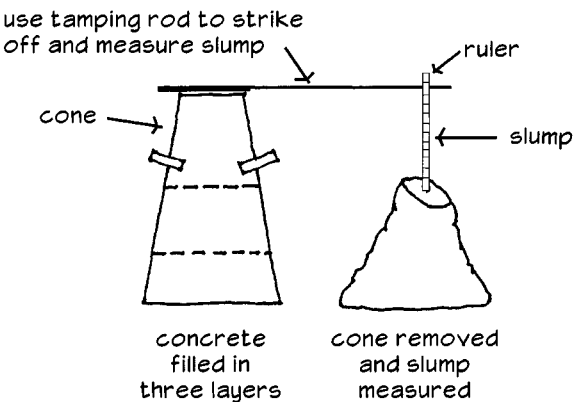 use tamping rod to strike
off and measure slump
ruler
cone
slump
concrete
filled in
three layers
cone removed
and slump
measured